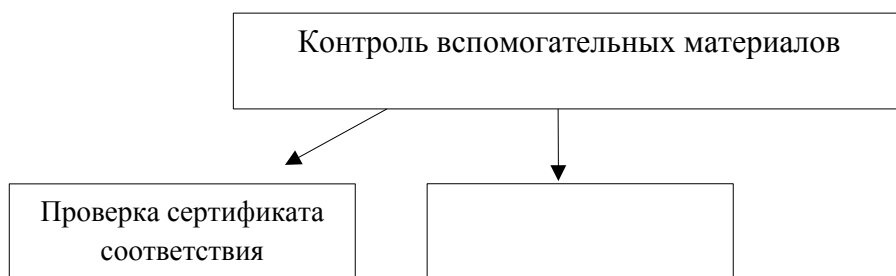 Контроль вспомогательных материалов
Проверка сертификата
соответствия